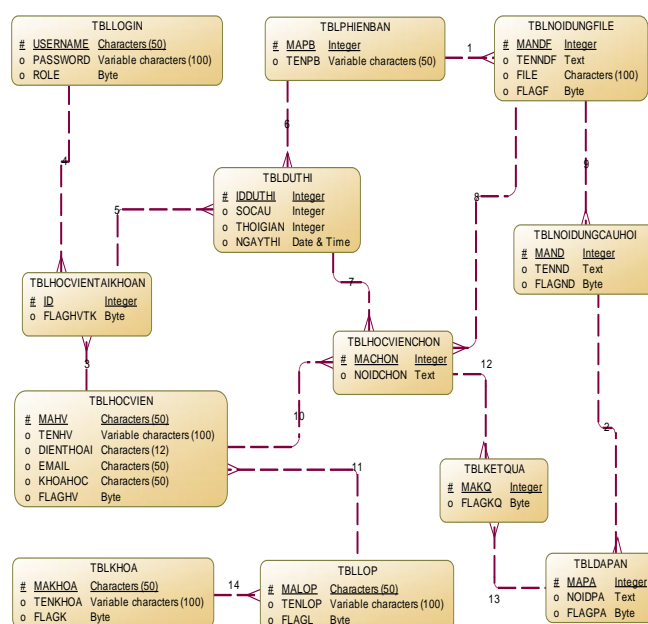 TBLLOGIN
# USERNAME Characters (50)
o PASSWORD Variable characters (100)
o ROLE Byte
TBLPHIENBAN
# MAPB Integer
o TENPB Variable characters (50)
1
TBLNOIDUNGFILE
# MANDF Integer
o TENNDF Text
o FILE Characters (100)
o FLAGF Byte
4
6
8
9
5
TBLDUTHI
# IDDUTHI Integer
o SOCAU Integer
o THOIGIAN Integer
o NGAYTHI Date & Time
TBLNOIDUNGCAUHOI
# MAND Integer
o TENND Text
o FLAGND Byte
TBLHOCVIENTAIKHOAN
# ID Integer
o FLAGHVTK Byte
7
TBLHOCVIENCHON
# MACHON Integer
o NOIDCHON Text
3
12
TBLHOCVIEN
# MAHV Characters (50)
o TENHV Variable characters (100)
o DIENTHOAI Characters (12)
o EMAIL Characters (50)
o KHOAHOC Characters (50)
o FLAGHV Byte
10
2
11
TBLKETQUA
# MAKQ Integer
o FLAGKQ Byte
TBLKHOA
# MAKHOA Characters (50)
o TENKHOA Variable characters (100)
o FLAGK Byte
14
TBLLOP
# MALOP Characters (50)
o TENLOP Variable characters (100)
o FLAGL Byte
13
TBLDAPAN
# MAPA Integer
o NOIDPA Text
o FLAGPA Byte